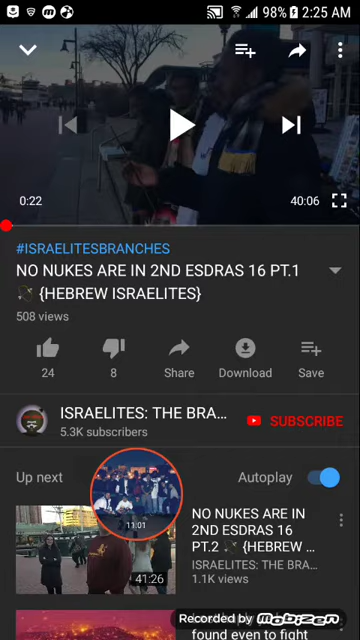 98% 2:25 AM
0:22
40:06
#ISRAELITESBRANCHES
NO NUKES ARE IN 2ND ESDRAS 16 PT.1
🏹 {HEBREW ISRAELITES}
508 views
24
8
Share
Download
Save
ISRAELITES: THE BRA...
5.3K subscribers
SUBSCRIBE
Up next
Autoplay
11:01
41:26
NO NUKES ARE IN
2ND ESDRAS 16
PT.2 🏹 {HEBREW ...
ISRAELITES: THE BRA...
1.1K views
Recorded by MOBIZEN
found even to fight